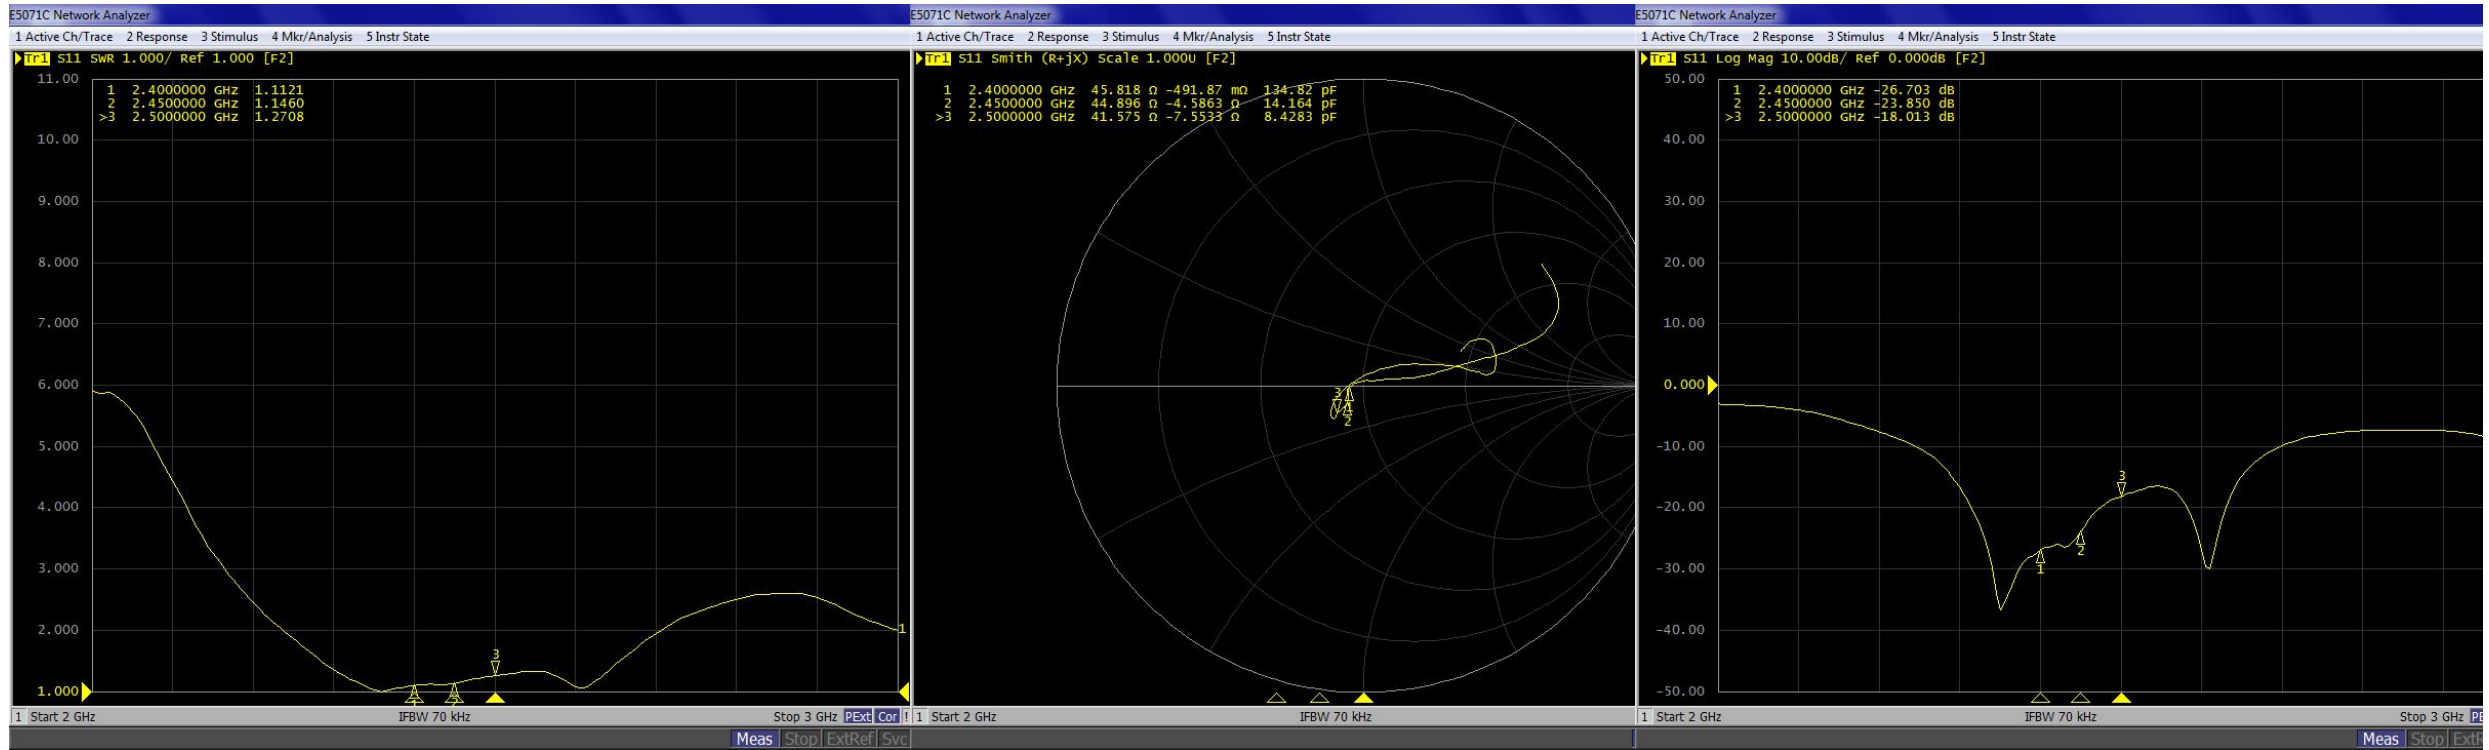 E5071C Network Analyzer
1 Active Ch/Trace 2 Response 3 Stimulus 4 Mkr/Analysis 5 Instr State
Tr1 S11 SWR 1.000/ Ref 1.000 [F2]
11.00
1 2.4000000 GHz 1.1121
2 2.4500000 GHz 1.1460
>3 2.5000000 GHz 1.2708
10.00
9.000
8.000
7.000
6.000
5.000
4.000
3.000
2.000
1
3
1.000
1 2
1 Start 2 GHz IFBW 70 kHz Stop 3 GHz PExt Cor !
Meas Stop ExtRef Svc
E5071C Network Analyzer
1 Active Ch/Trace 2 Response 3 Stimulus 4 Mkr/Analysis 5 Instr State
Tr1 S11 Smith (R+jX) Scale 1.000U [F2]
1 2.4000000 GHz 45.818 Ω -491.87 mΩ 134.82 pF
2 2.4500000 GHz 44.896 Ω -4.5863 Ω 14.164 pF
>3 2.5000000 GHz 41.575 Ω -7.5533 Ω 8.4283 pF
3
1
2
1 Start 2 GHz IFBW 70 kHz
E5071C Network Analyzer
1 Active Ch/Trace 2 Response 3 Stimulus 4 Mkr/Analysis 5 Instr State
Tr1 S11 Log Mag 10.00dB/ Ref 0.000dB [F2]
50.00
1 2.4000000 GHz -26.703 dB
2 2.4500000 GHz -23.850 dB
>3 2.5000000 GHz -18.013 dB
40.00
30.00
20.00
10.00
0.000
-10.00
3
-20.00
2
1
-30.00
-40.00
-50.00
1 Start 2 GHz IFBW 70 kHz Stop 3 GHz PE
Meas Stop ExtR